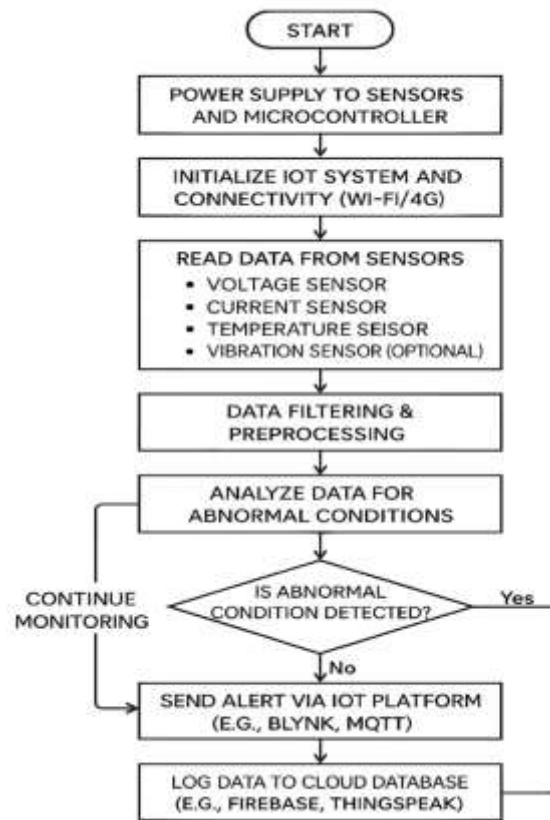 START
POWER SUPPLY TO SENSORS
AND MICROCONTROLLER
INITIALIZE IOT SYSTEM AND
CONNECTIVITY (WI-FI/4G)
READ DATA FROM SENSORS
• VOLTAGE SENSOR
• CURRENT SENSOR
• TEMPERATURE SEISOR
• VIBRATION SENSOR (OPTIONAL)
DATA FILTERING &
PREPROCESSING
ANALYZE DATA FOR
ABNORMAL CONDITIONS
IS ABNORMAL
CONDITION DETECTED?
Yes
CONTINUE
MONITORING
No
SEND ALERT VIA IOT PLATFORM
(E.G., BLYNK, MQTT)
LOG DATA TO CLOUD DATABASE
(E.G., FIREBASE, THINGSPEAK)